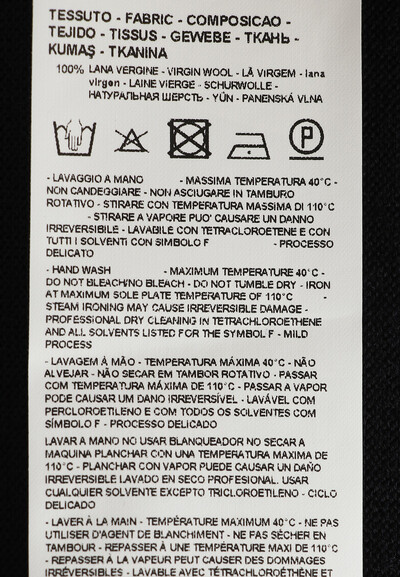 TESSUTO - FABRIC - COMPOSICAO -
TEJIDO - TISSUS - GEWEBE - ТКАНЬ -
KUMAŞ - TKANINA
100% LANA VERGINE - VIRGIN WOOL - LÃ VIRGEM - lana
virgen - LAINE VIERGE - SCHURWOLLE -
НАТУРАЛЬНАЯ ШЕРСТЬ - YÜN - PANENSKÁ VLNA
P
- LAVAGGIO A MANO - MASSIMA TEMPERATURA 40°C -
NON CANDEGGIARE - NON ASCIUGARE IN TAMBURO
ROTATIVO - STIRARE CON TEMPERATURA MASSIMA DI 110°C
- STIRARE A VAPORE PUO' CAUSARE UN DANNO
IRREVERSIBILE - LAVABILE CON TETRACLOROETENE E CON
TUTTI I SOLVENTI CON SIMBOLO F - PROCESSO
DELICATO
- HAND WASH - MAXIMUM TEMPERATURE 40°C -
DO NOT BLEACHING BLEACH - DO NOT TUMBLE DRY - IRON
AT MAXIMUM SOLE PLATE TEMPERATURE OF 110°C -
STEAM IRONING MAY CAUSE IRREVERSIBLE DAMAGE -
PROFESSIONAL DRY CLEANING IN TETRACHLOROETHENE
AND ALL SOLVENTS LISTED FOR THE SYMBOL F - MILD
PROCESS
- LAVAGEM À MÃO - TEMPERATURA MÁXIMA 40°C - NÃO
ALVEJAR - NÃO SECAR EM TAMBOR ROTATIVO - PASSAR
COM TEMPERATURA MÁXIMA DE 110°C - PASSAR A VAPOR
PODE CAUSAR UM DANO IRREVERSÍVEL - LAVÁVEL COM
PERCLOROETILENO E COM TODOS OS SOLVENTES COM
SÍMBOLO F - PROCESSO DELICADO
LAVAR A MANO NO USAR BLANQUEADOR NO SECAR A
MAQUINA PLANCHAR CON UNA TEMPERATURA MAXIMA DE
110°C - PLANCHAR CON VAPOR PUEDE CAUSAR UN DAÑO
IRREVERSIBLE LAVADO EN SECO PROFESIONAL. USAR
CUALQUIER SOLVENTE EXCEPTO TRICLOROETILENO - CICLO
DELICADO
- LAVER À LA MAIN - TEMPÉRATURE MAXIMUM 40°C - NE PAS
UTILISER D'AGENT DE BLANCHIMENT - NE PAS SÉCHER EN
TAMBOUR - REPASSER À UNE TEMPÉRATURE MAXI DE 110°C
- REPASSER À LA VAPEUR PEUT CAUSER DES DOMMAGES
IRRÉVERSIBLES - LAVABLE AVEC TÉTRACHLOROÉTHÈNE ET